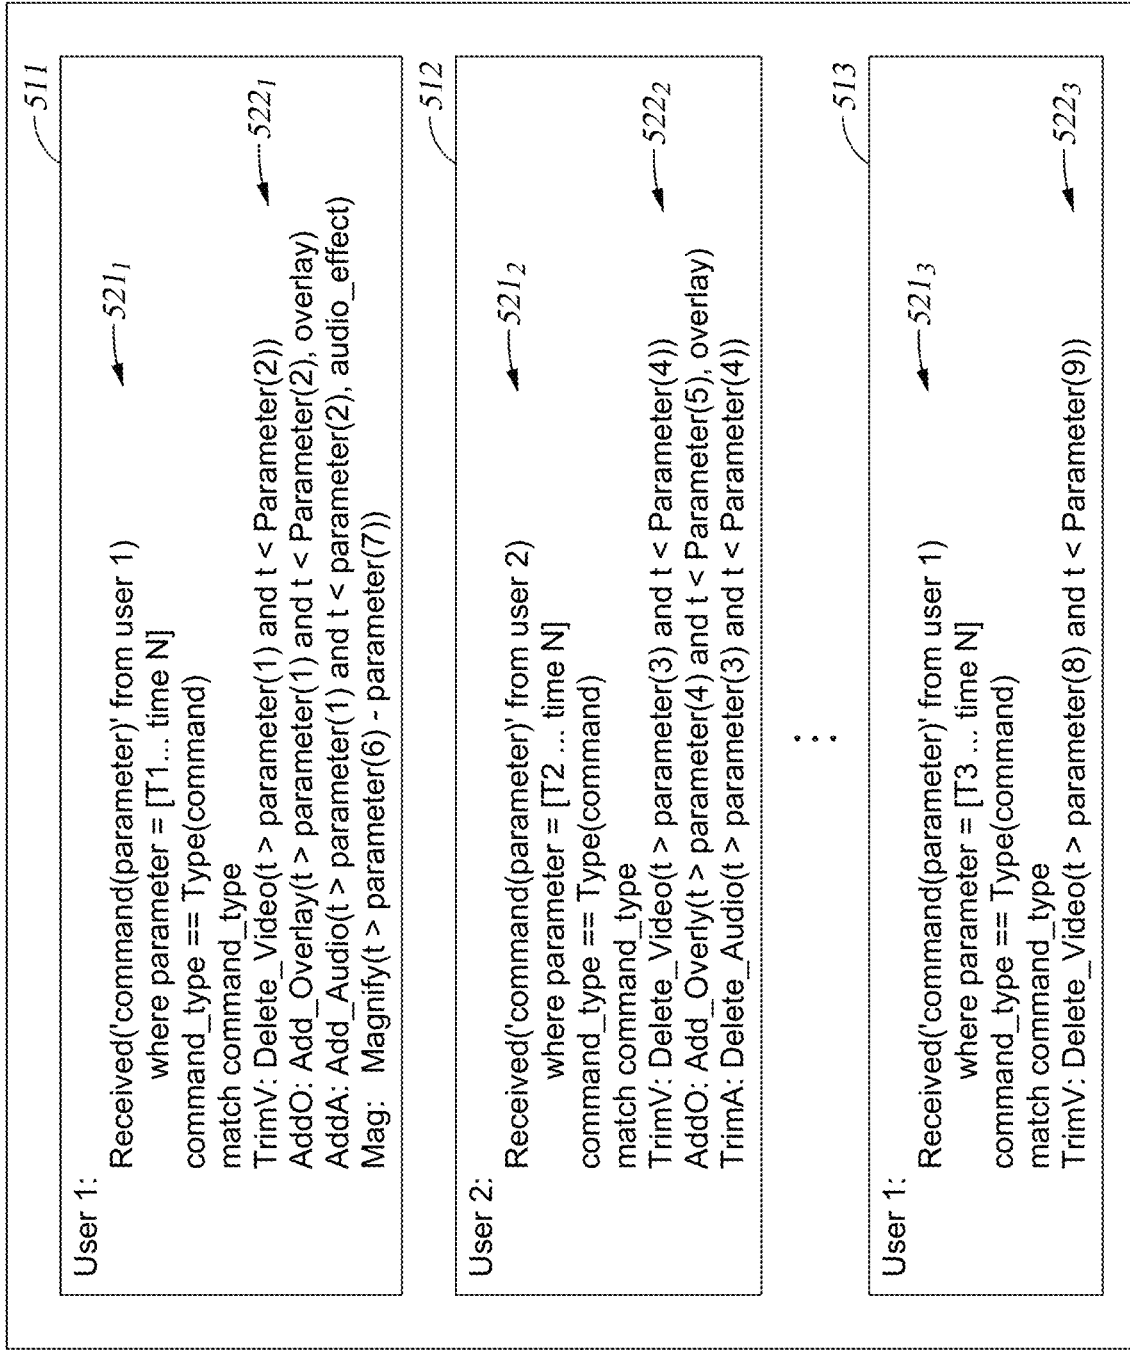 511
User 1:
Received('command(parameter)' from user 1)
521₁
where parameter = [T1... time N]
command_type == Type(command)
match command_type
522₁
TrimV: Delete_Video(t > parameter(1) and t < Parameter(2))
AddO: Add_Overlay(t > parameter(1) and t < Parameter(2), overlay)
AddA: Add_Audio(t > parameter(1) and t < parameter(2), audio_effect)
Mag: Magnify(t > parameter(6) - parameter(7))
512
User 2:
Received('command(parameter)' from user 2)
521₂
where parameter = [T2 ... time N]
command_type == Type(command)
match command_type
522₂
TrimV: Delete_Video(t > parameter(3) and t < Parameter(4))
AddO: Add_Overly(t > parameter(4) and t < Parameter(5), overlay)
TrimA: Delete_Audio(t > parameter(3) and t < Parameter(4))
⋮
513
User 1:
Received('command(parameter)' from user 1)
521₃
where parameter = [T3 ... time N]
command_type == Type(command)
match command_type
522₃
TrimV: Delete_Video(t > parameter(8) and t < Parameter(9))